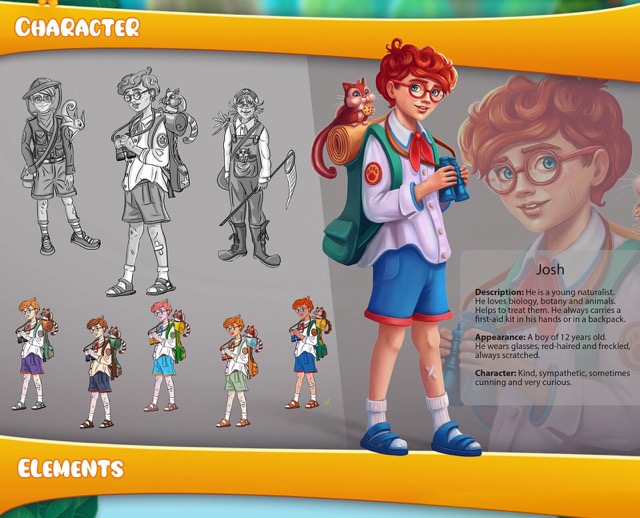 Character
Josh
Description: He is a young naturalist.
He loves biology, botany and animals.
Helps to treat them. He always carries a
first-aid kit in his hands or in a backpack.
Appearance: A boy of 12 years old.
He wears glasses, red-haired and freckled,
always scratched.
Character: Kind, sympathetic, sometimes
cunning and very curious.
Elements